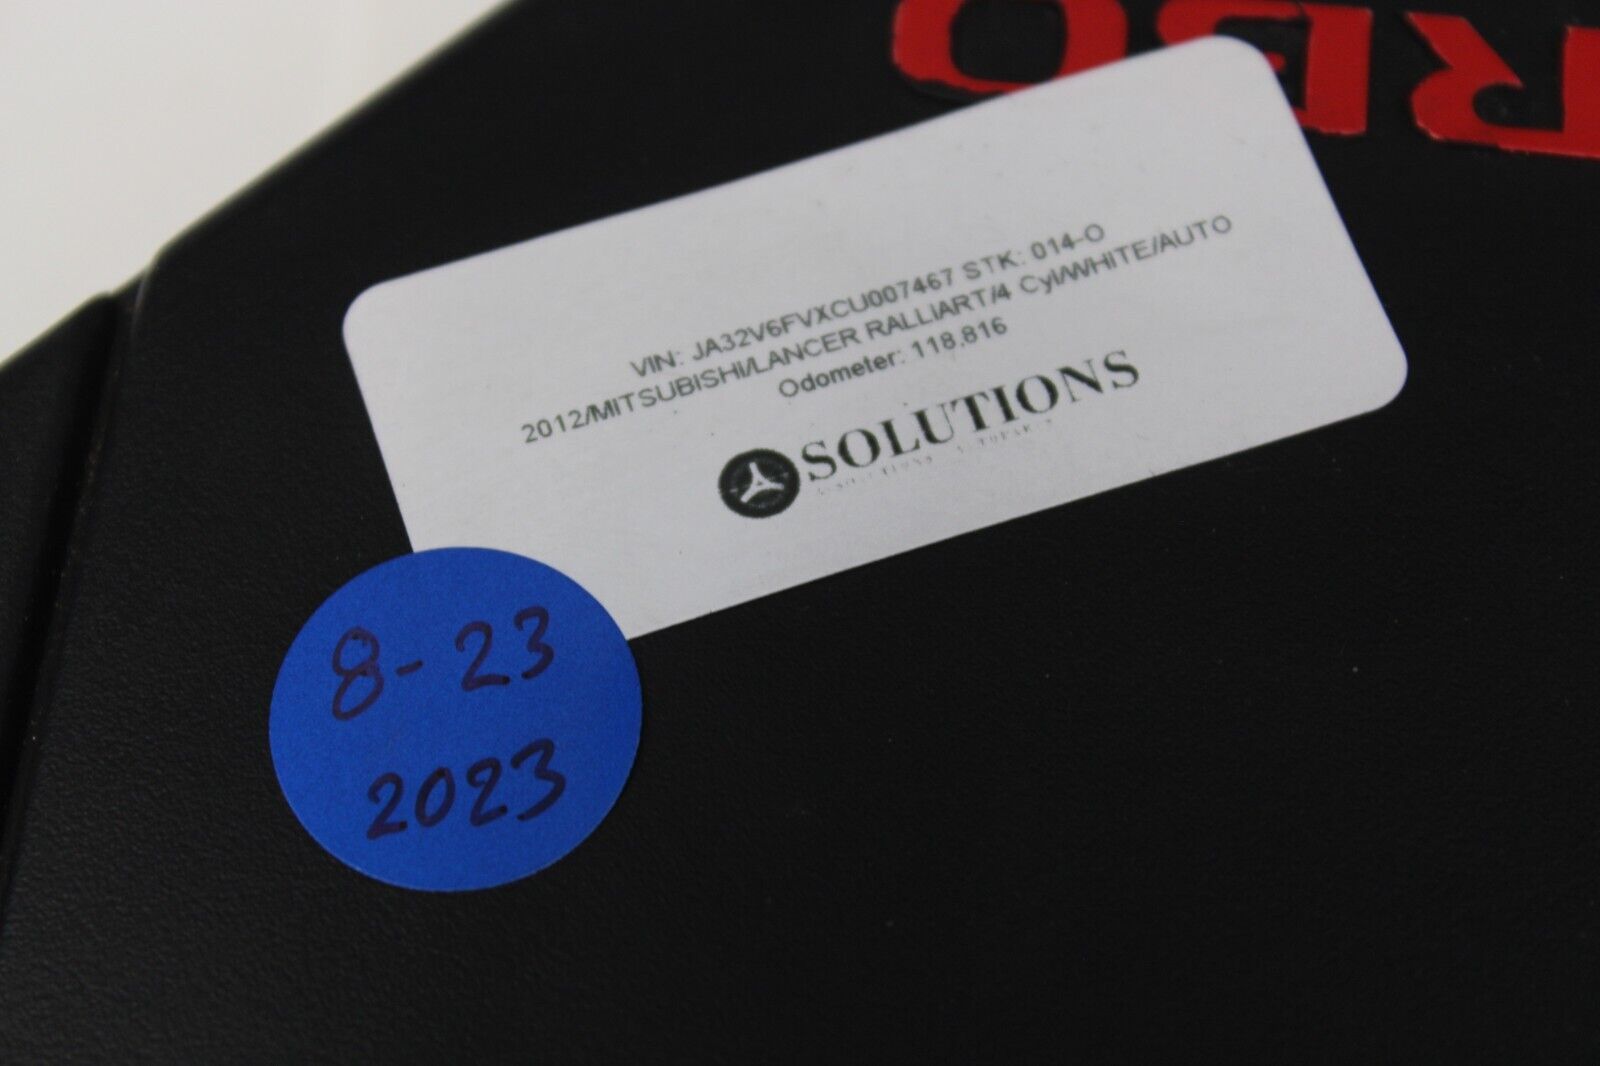 RBO
VIN: JA32V6FVXCU007467 STK: 014-O
2012/MITSUBISHI/LANCER RALLIART/4 Cyl/WHITE/AUTO
Odometer: 118,816
SOLUTIONS
8-23
2023